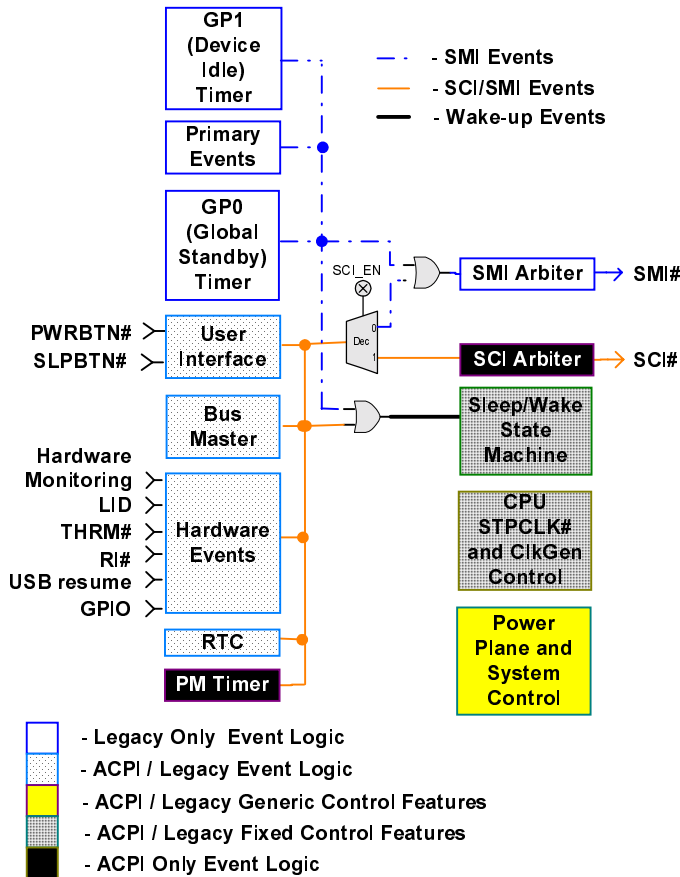 GP1
(Device
Idle)
Timer
- SMI Events
- SCI/SMI Events
- Wake-up Events
Primary
Events
GP0
(Global
Standby)
Timer
SCI_EN
SMI Arbiter
SMI#
PWRBTN#
SLPBTN#
User
Interface
0
Dec
1
SCI Arbiter
SCI#
Bus
Master
Sleep/Wake
State
Machine
Hardware
Monitoring
LID
THRM#
RI#
USB resume
GPIO
Hardware
Events
CPU
STPCLK#
and ClkGen
Control
RTC
PM Timer
Power
Plane and
System
Control
- Legacy Only Event Logic
- ACPI / Legacy Event Logic
- ACPI / Legacy Generic Control Features
- ACPI / Legacy Fixed Control Features
- ACPI Only Event Logic